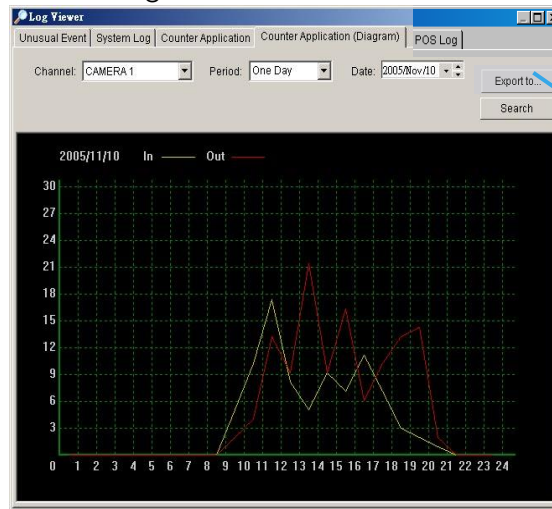 Log Viewer
Unusual Event System Log Counter Application Counter Application (Diagram) POS Log
Channel: CAMERA 1 Period: One Day Date: 2005/Nov/10
Export to...
Search
2005/11/10 In Out
30
27
24
21
18
15
12
9
6
3
0 1 2 3 4 5 6 7 8 9 10 11 12 13 14 15 16 17 18 19 20 21 22 23 24